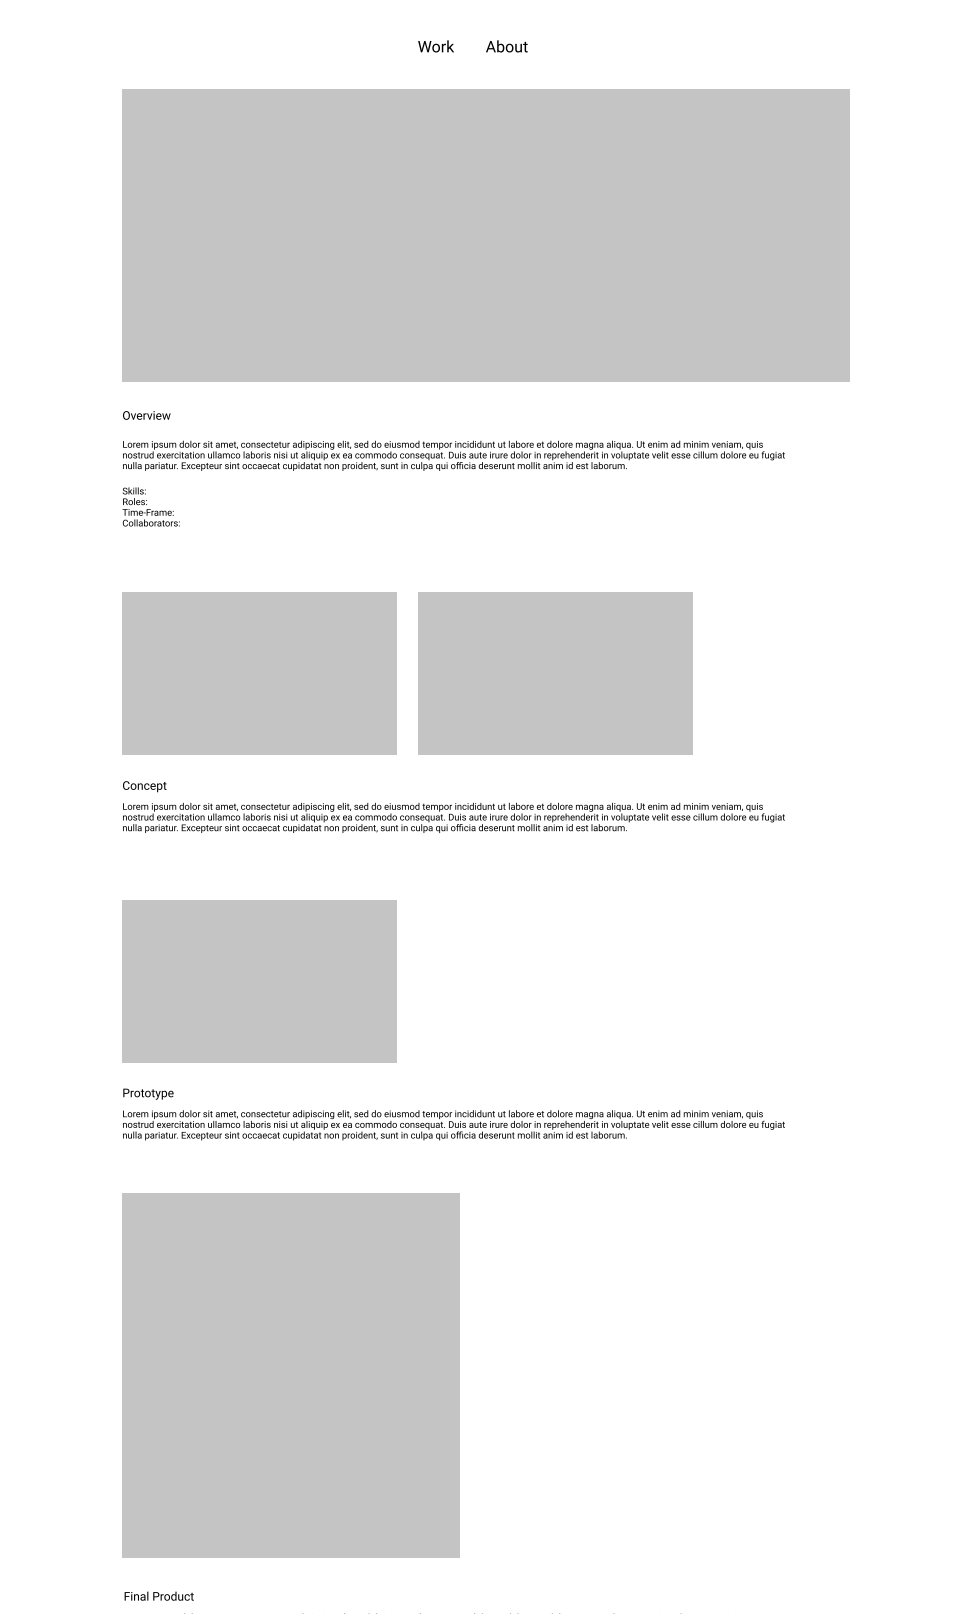 Work About
Overview
Lorem ipsum dolor sit amet, consectetur adipiscing elit, sed do eiusmod tempor incididunt ut labore et dolore magna aliqua. Ut enim ad minim veniam, quis
nostrud exercitation ullamco laboris nisi ut aliquip ex ea commodo consequat. Duis aute irure dolor in reprehenderit in voluptate velit esse cillum dolore eu fugiat
nulla pariatur. Excepteur sint occaecat cupidatat non proident, sunt in culpa qui officia deserunt mollit anim id est laborum.
Skills:
Roles:
Time-Frame:
Collaborators:
Concept
Lorem ipsum dolor sit amet, consectetur adipiscing elit, sed do eiusmod tempor incididunt ut labore et dolore magna aliqua. Ut enim ad minim veniam, quis
nostrud exercitation ullamco laboris nisi ut aliquip ex ea commodo consequat. Duis aute irure dolor in reprehenderit in voluptate velit esse cillum dolore eu fugiat
nulla pariatur. Excepteur sint occaecat cupidatat non proident, sunt in culpa qui officia deserunt mollit anim id est laborum.
Prototype
Lorem ipsum dolor sit amet, consectetur adipiscing elit, sed do eiusmod tempor incididunt ut labore et dolore magna aliqua. Ut enim ad minim veniam, quis
nostrud exercitation ullamco laboris nisi ut aliquip ex ea commodo consequat. Duis aute irure dolor in reprehenderit in voluptate velit esse cillum dolore eu fugiat
nulla pariatur. Excepteur sint occaecat cupidatat non proident, sunt in culpa qui officia deserunt mollit anim id est laborum.
Final Product